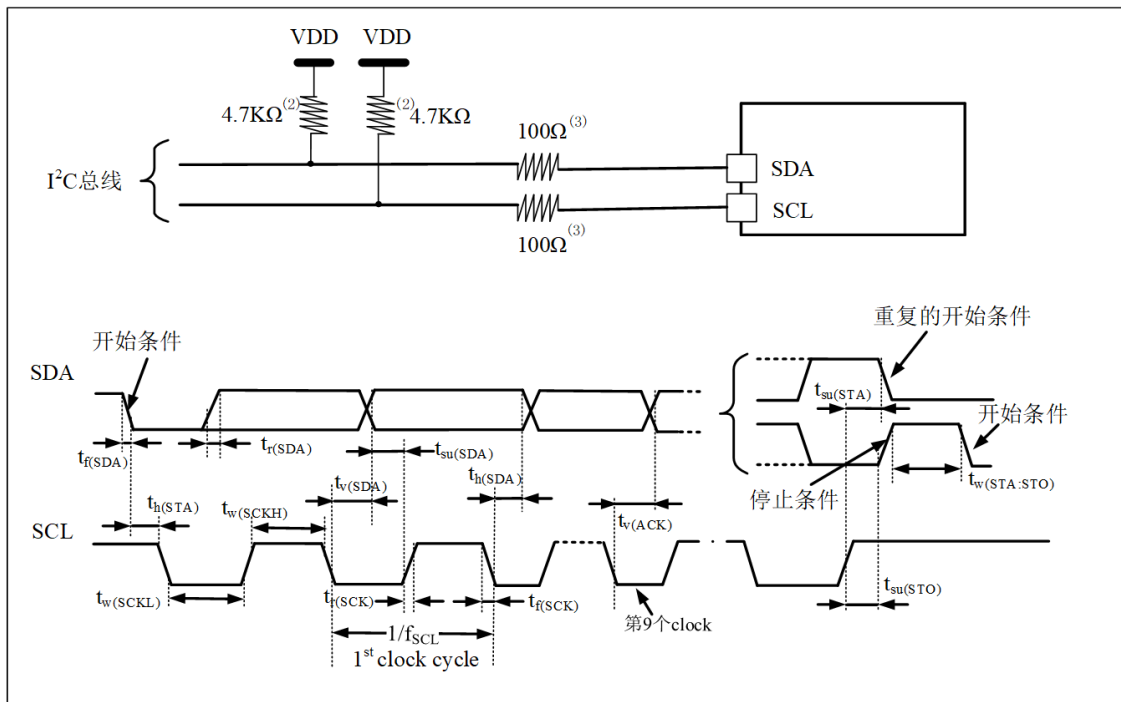 VDD VDD
4.7KΩ(2) (2)4.7KΩ
100Ω(3)
I²C总线
SDA
SCL
100Ω(3)
开始条件
重复的开始条件
SDA
tsu(STA)
开始条件
tf(SDA)
tr(SDA)
tsu(SDA)
tv(SDA)
th(SDA)
tw(STA:STO)
停止条件
th(STA)
tw(SCKH)
tv(ACK)
SCL
tw(SCKL)
tr(SCK)
tf(SCK)
tsu(STO)
第9个clock
1/fSCL
1st clock cycle